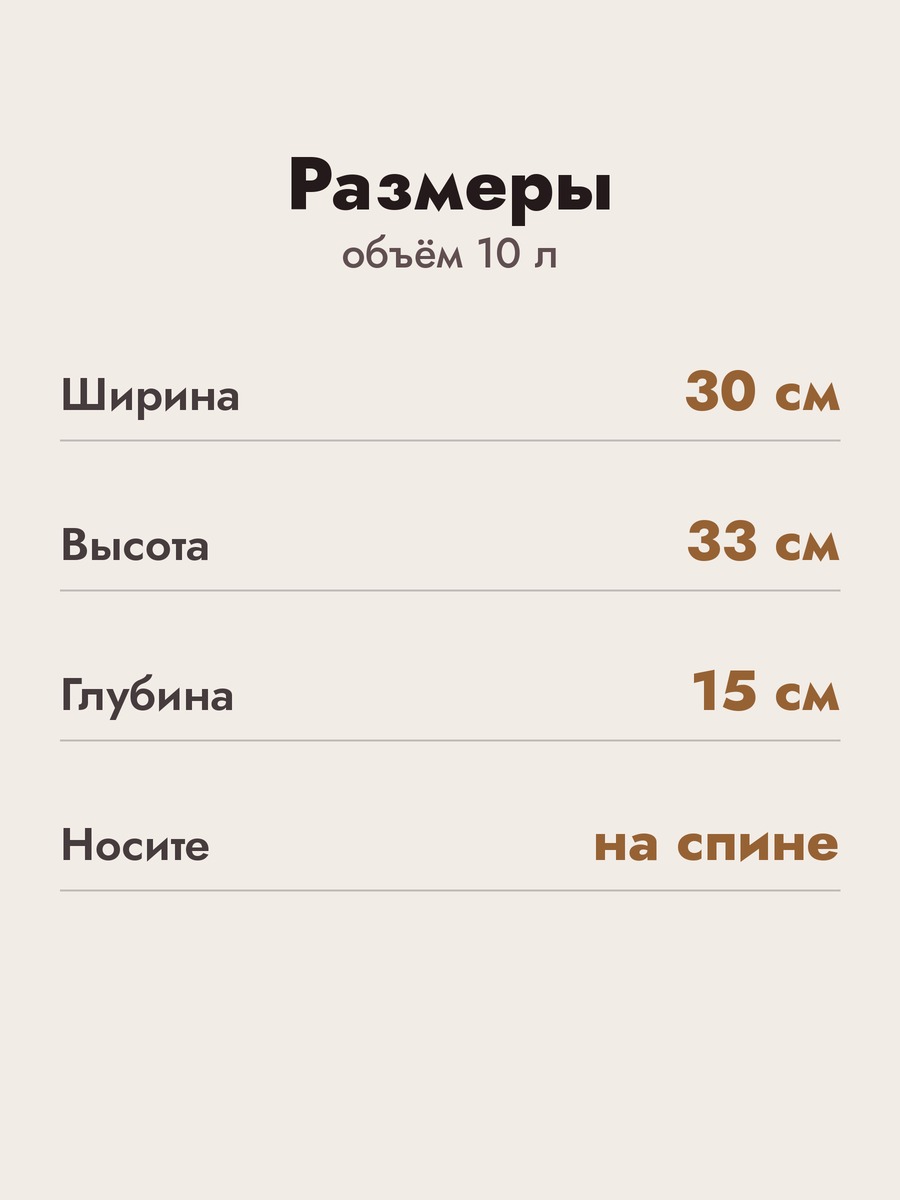 Размеры
объём 10 л
Ширина 30 см
Высота 33 см
Глубина 15 см
Носите на спине